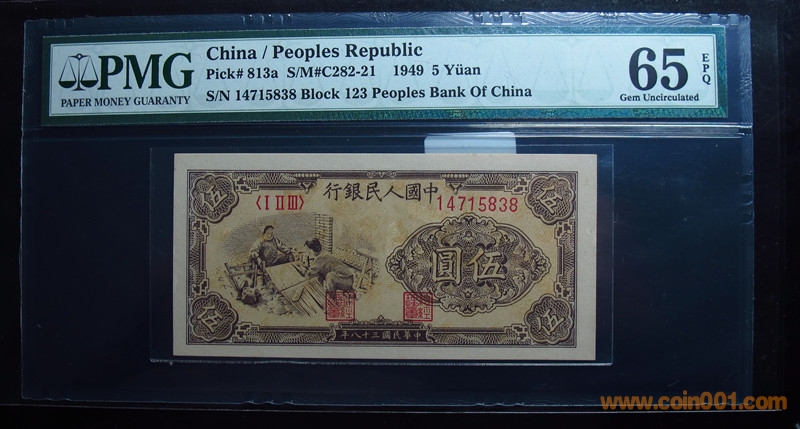 PMG
PAPER MONEY GUARANTY
China / Peoples Republic
Pick# 813a S/M#C282-21 1949 5 Yüan
S/N 14715838 Block 123 Peoples Bank Of China
65 EPQ
Gem Uncirculated
行銀民人國中
〈I II III〉 14715838
伍 伍
圓伍
伍 伍
年八十三國民華中
www.coin001.com